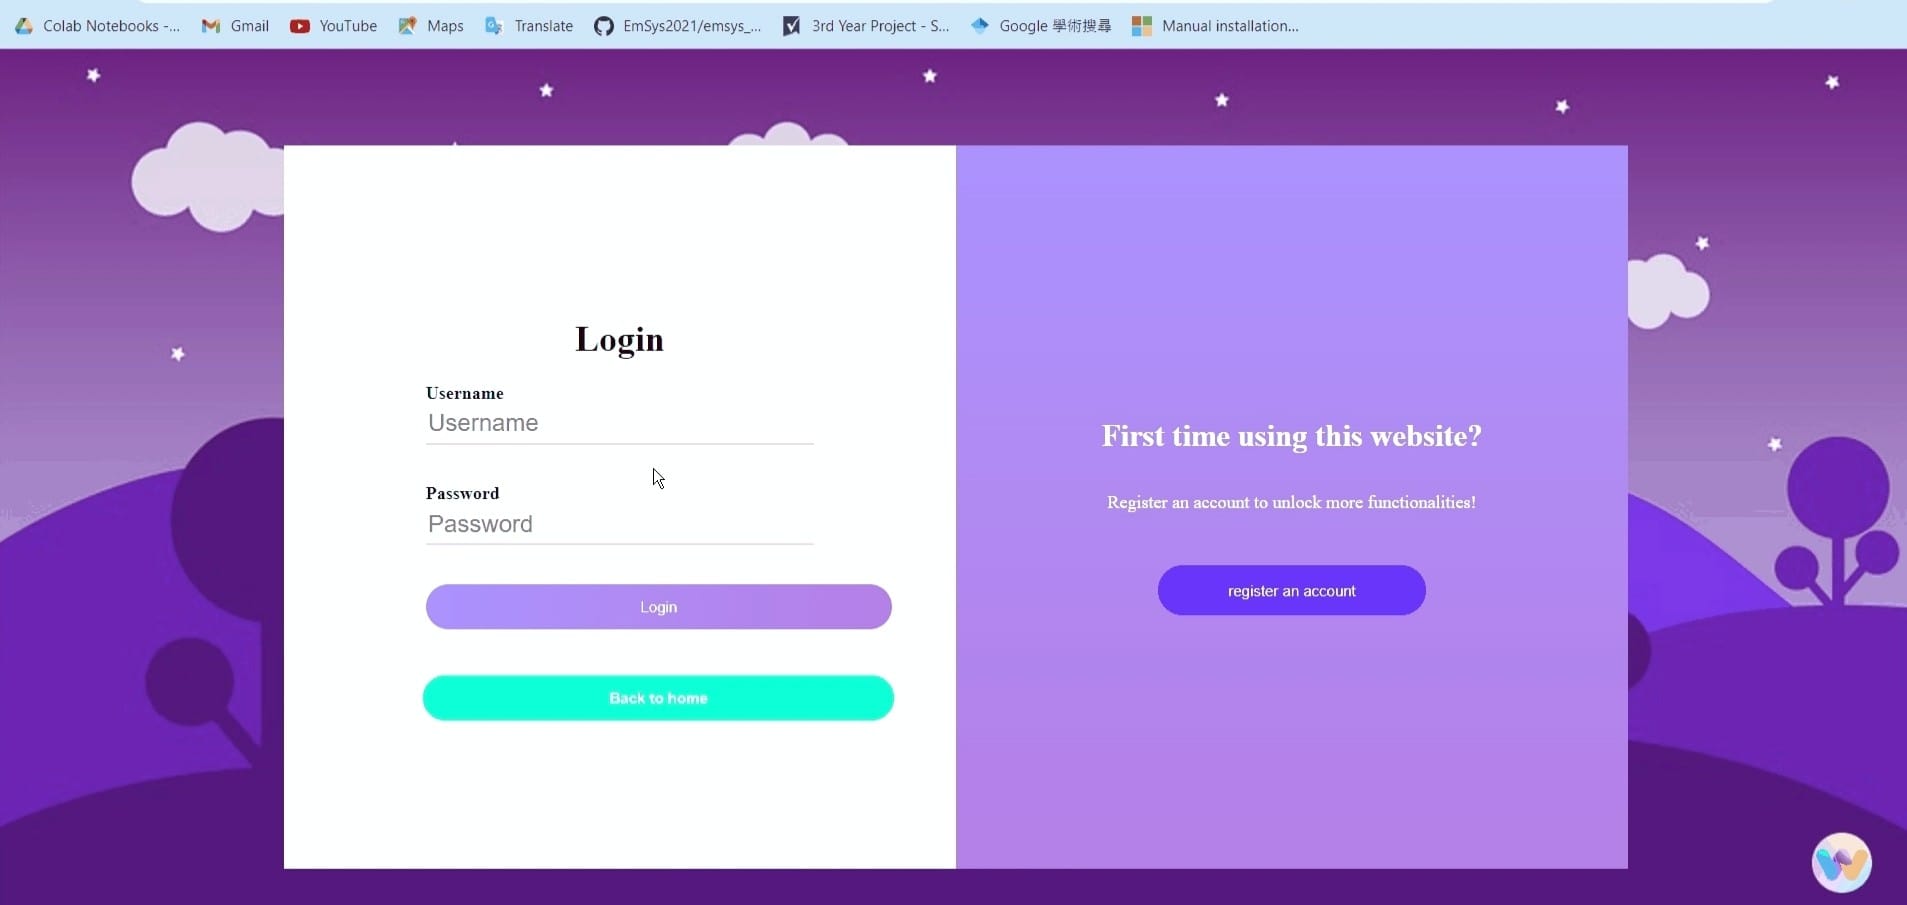 Colab Notebooks -...
Gmail
YouTube
Maps
Translate
EmSys2021/emsys_...
3rd Year Project - S...
Google 學術搜尋
Manual installation...
Login
Username
Username
Password
Password
Login
Back to home
First time using this website?
Register an account to unlock more functionalities!
register an account